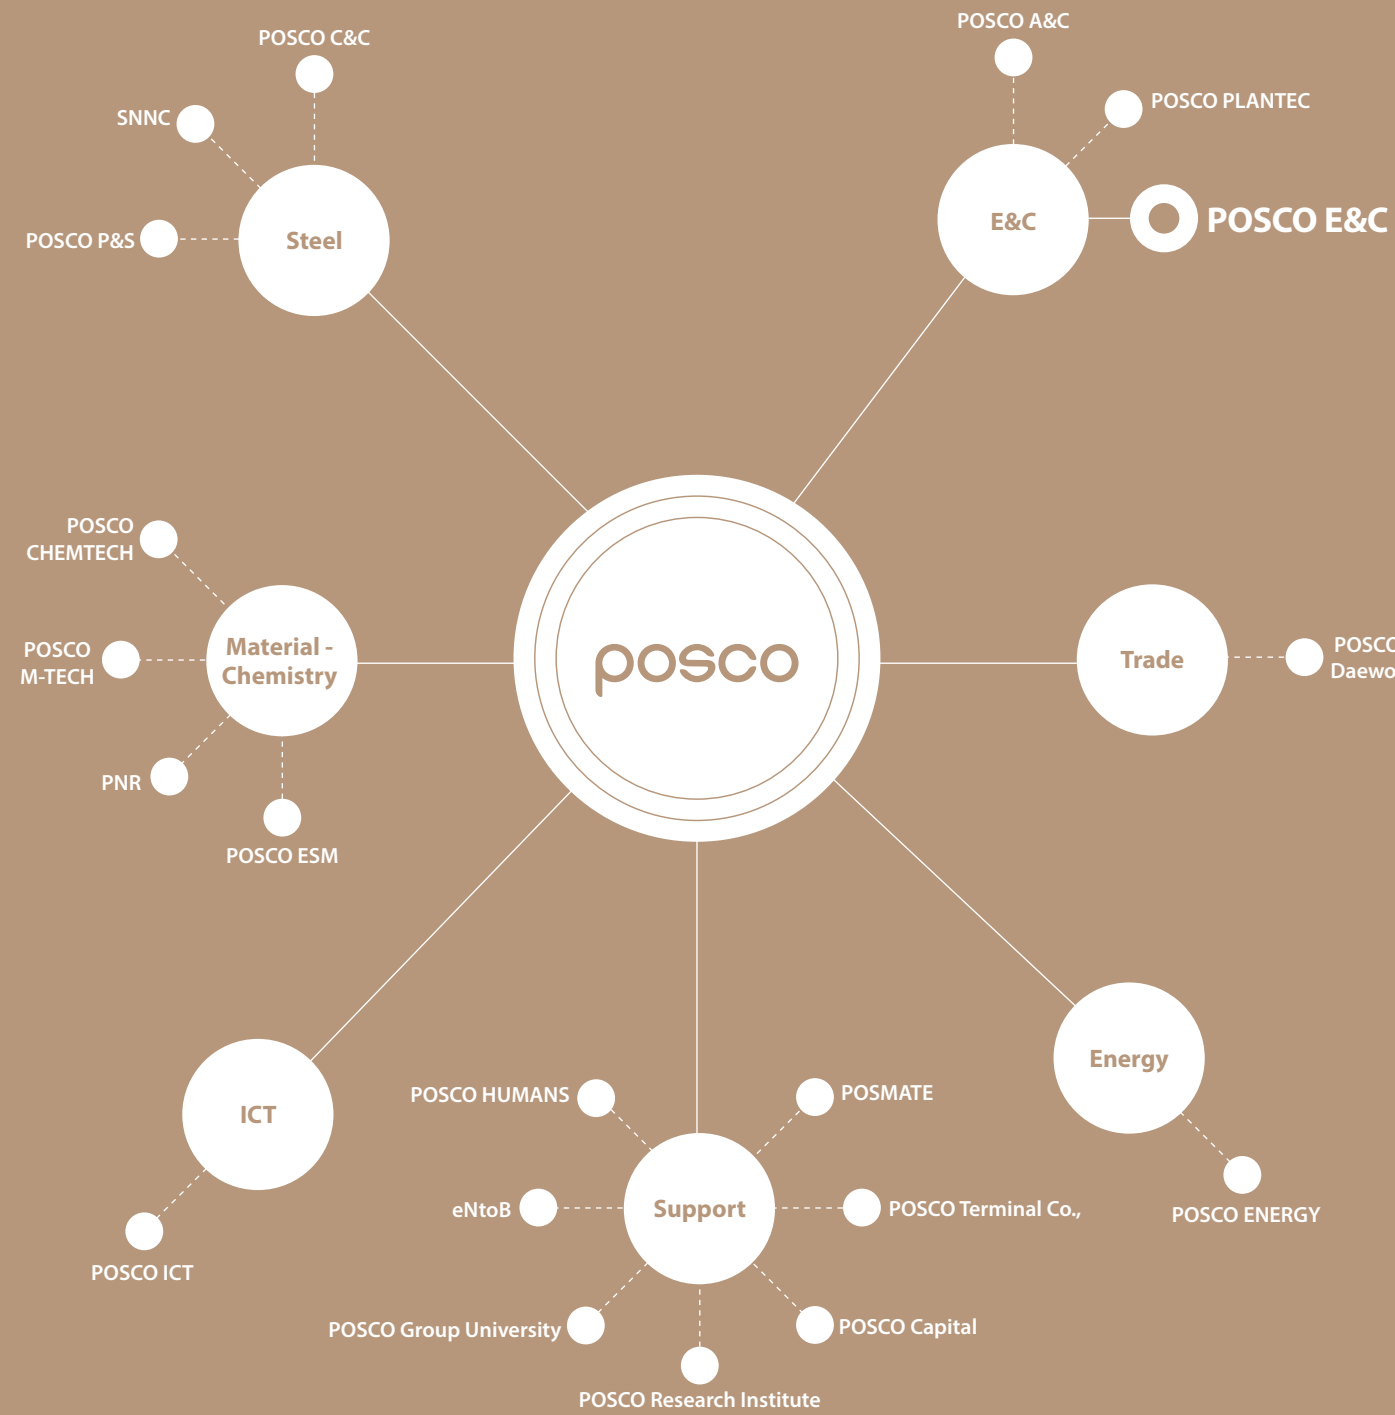 POSCO A&C
POSCO C&C
POSCO PLANTEC
SNNC
POSCO E&C
E&C
POSCO P&S
Steel
POSCO
CHEMTECH
POSCO
M-TECH
Material -
Chemistry
posco
Trade
POSCO
PNR
POSCO ESM
Energy
POSCO HUMANS
POSMATE
ICT
eNtoB
Support
POSCO Terminal Co.,
POSCO ENERGY
POSCO ICT
POSCO Group University
POSCO Capital
POSCO Research Institute